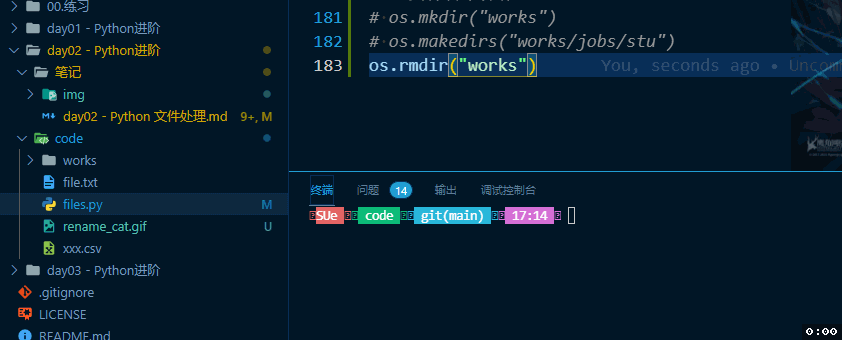 00.练习
day01 - Python进阶
day02 - Python进阶
笔记
img
day02 - Python 文件处理.md 9+, M
code
works
file.txt
files.py M
rename_cat.gif U
xxx.csv
day03 - Python进阶
.gitignore
LICENSE
README.md
181 # os.mkdir("works")
182 # os.makedirs("works/jobs/stu")
183 os.rmdir("works") You, seconds ago • Uncom
终端 问题 14 输出 调试控制台
SUe code git(main) 17:14
0:00